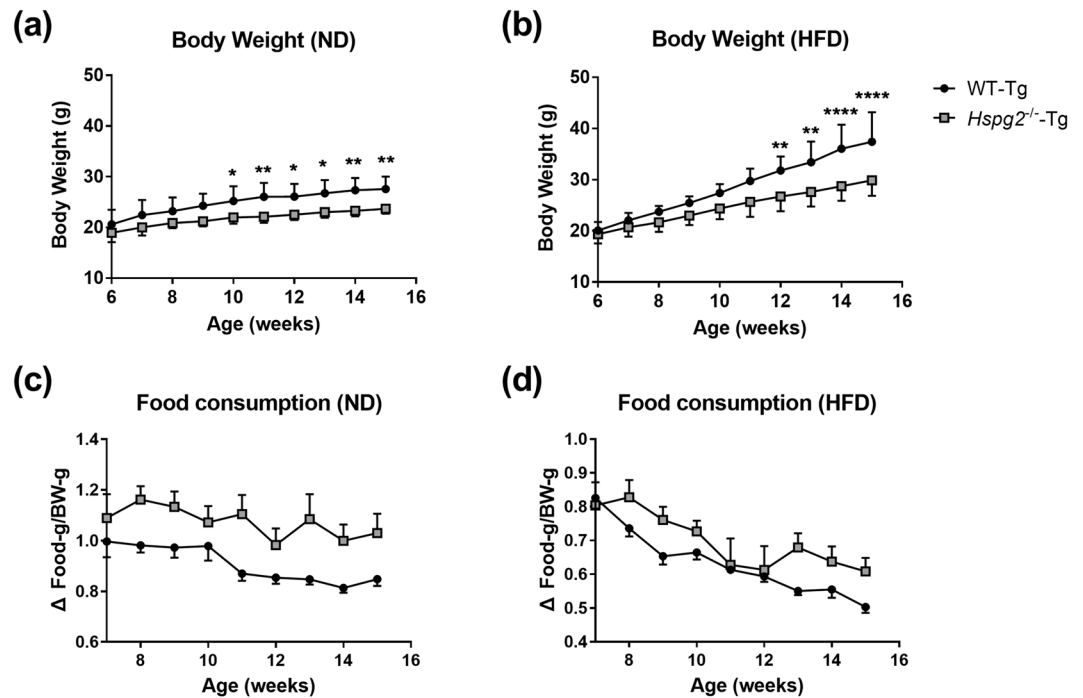 (a)
Body Weight (ND)
Body Weight (g)
50
40
30
20
10
* ** * * ** **
6 8 10 12 14 16
Age (weeks)
(b)
Body Weight (HFD)
Body Weight (g)
50
40
30
20
10
** ** **** ****
6 8 10 12 14 16
Age (weeks)
WT-Tg
Hspg2-/--Tg
(c)
Food consumption (ND)
Δ Food-g/BW-g
1.4
1.2
1.0
0.8
0.6
8 10 12 14 16
Age (weeks)
(d)
Food consumption (HFD)
Δ Food-g/BW-g
1.0
0.9
0.8
0.7
0.6
0.5
0.4
8 10 12 14 16
Age (weeks)